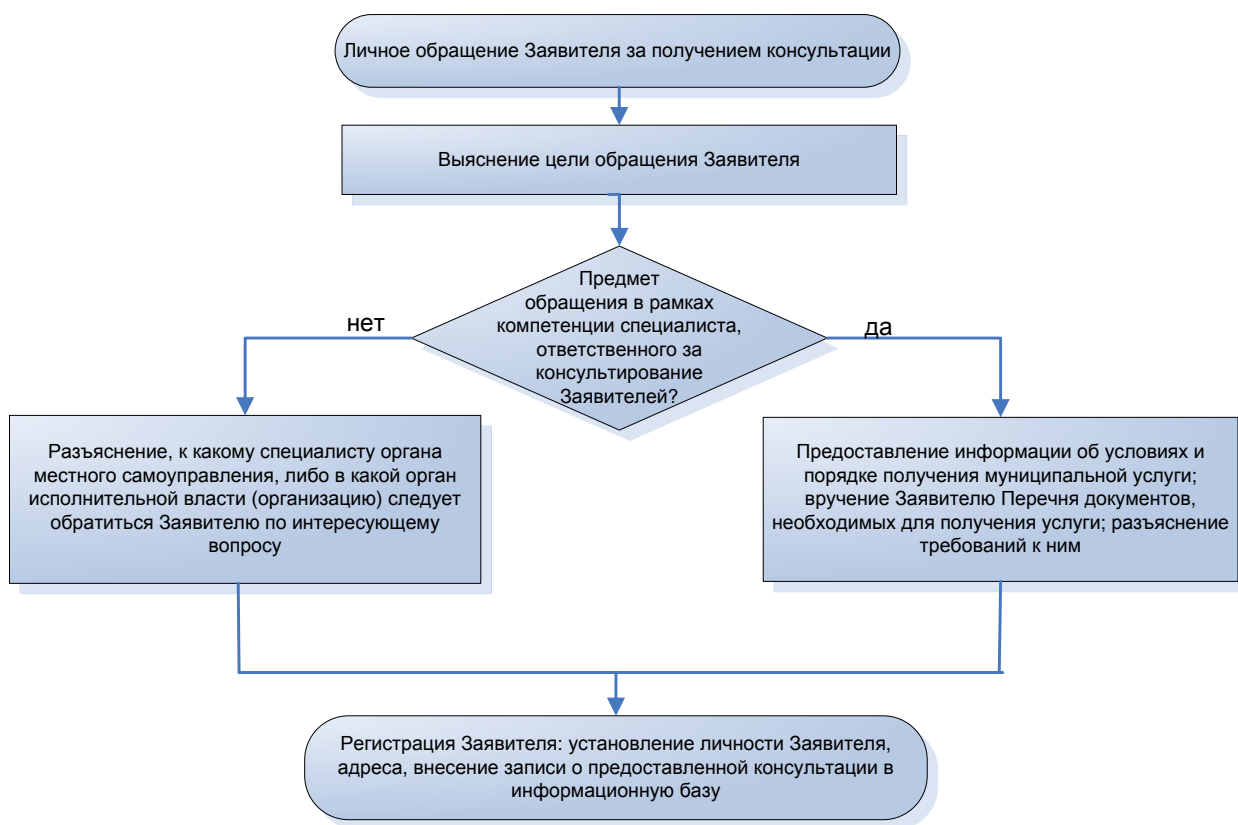 Личное обращение Заявителя за получением консультации
Выяснение цели обращения Заявителя
Предмет
обращения в рамках
компетенции специалиста,
ответственного за
консультирование
Заявителей?
нет
да
Разъяснение, к какому специалисту органа
местного самоуправления, либо в какой орган
исполнительной власти (организацию) следует
обратиться Заявителю по интересующему
вопросу
Предоставление информации об условиях и
порядке получения муниципальной услуги;
вручение Заявителю Перечня документов,
необходимых для получения услуги; разъяснение
требований к ним
Регистрация Заявителя: установление личности Заявителя,
адреса, внесение записи о предоставленной консультации в
информационную базу